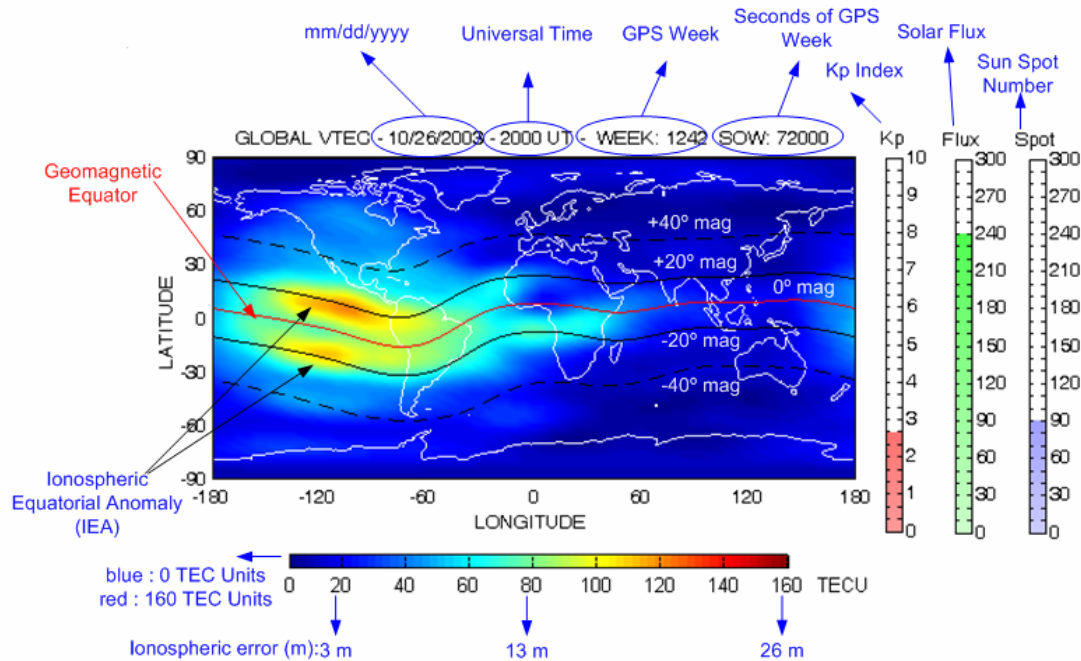 mm/dd/yyyy
Universal Time
GPS Week
Seconds of GPS
Week
Solar Flux
Kp Index
Sun Spot
Number
GLOBAL VTEC - 10/26/2003 - 2000 UT - WEEK: 1242 SOW: 72000
Kp
Flux
Spot
Geomagnetic
Equator
90
60
30
0
-30
-60
-90
LATITUDE
+40º mag
+20º mag
0º mag
-20º mag
-40º mag
10
9
8
7
6
5
4
3
2
1
0
300
270
240
210
180
150
120
90
60
30
0
300
270
240
210
180
150
120
90
60
30
0
Ionospheric
Equatorial Anomaly
(IEA)
-180 -120 -60 0 60 120 180
LONGITUDE
blue : 0 TEC Units
red : 160 TEC Units
0 20 40 60 80 100 120 140 160 TECU
Ionospheric error (m):3 m 13 m 26 m